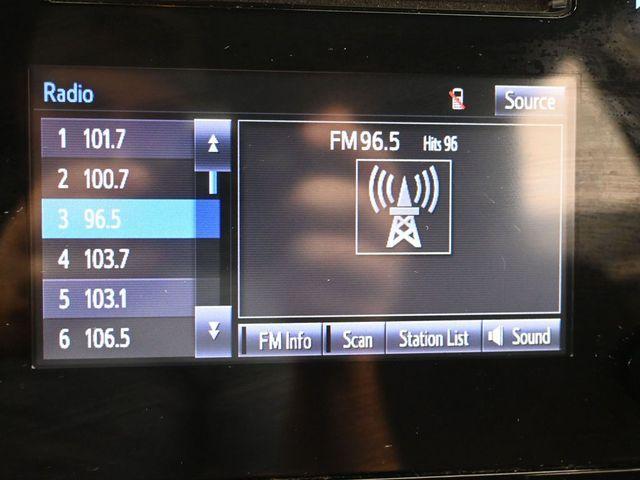 Radio
Source
1 101.7
2 100.7
3 96.5
4 103.7
5 103.1
6 106.5
FM 96.5 Hits 96
FM Info
Scan
Station List
Sound